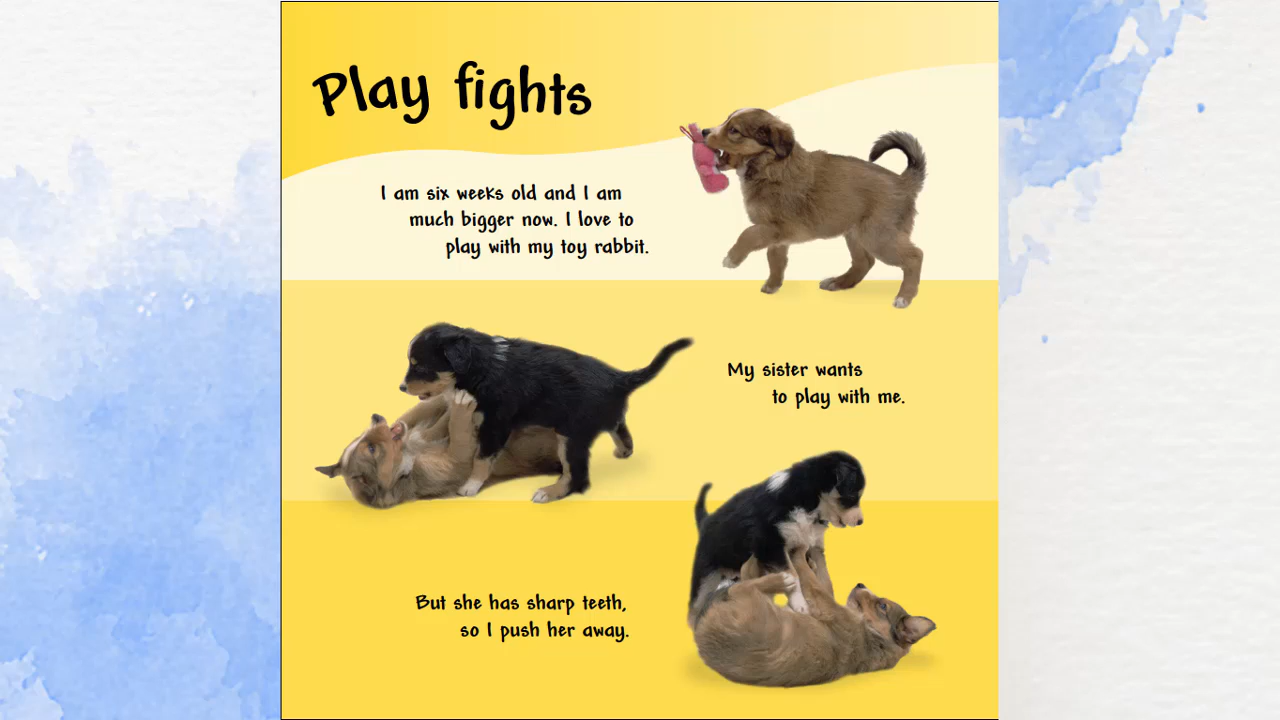 Play fights
I am six weeks old and I am
much bigger now. I love to
play with my toy rabbit.
My sister wants
to play with me.
But she has sharp teeth,
so I push her away.